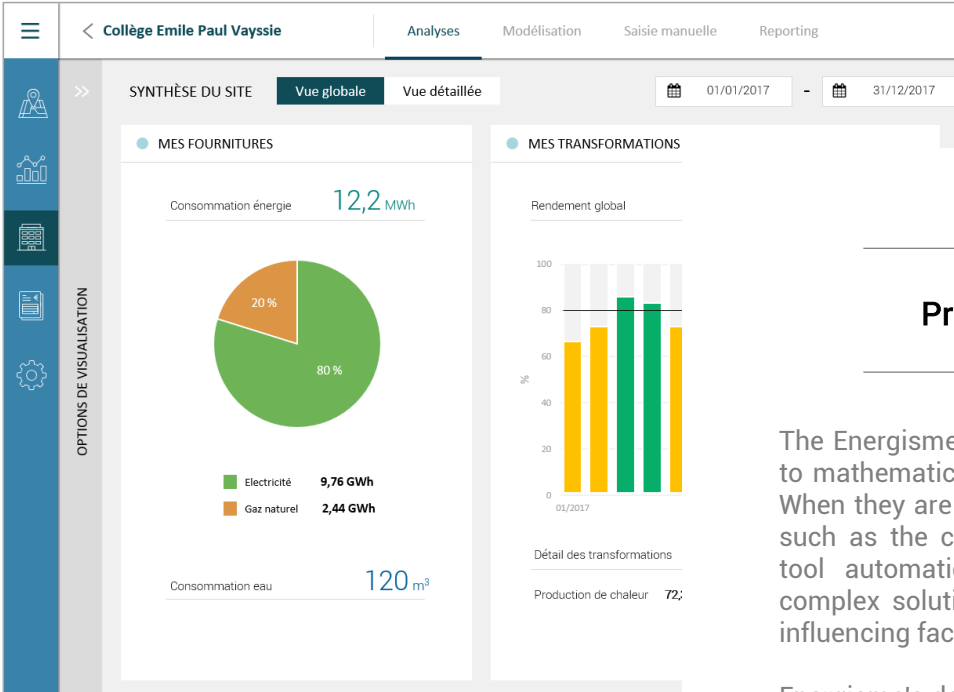 Collège Emile Paul Vayssie
Analyses
Modélisation
Saisie manuelle
Reporting
OPTIONS DE VISUALISATION
SYNTHÈSE DU SITE
Vue globale
Vue détaillée
01/01/2017 - 31/12/2017
MES FOURNITURES
Consommation énergie 12,2 MWh
20 %
80 %
Electricité 9,76 GWh
Gaz naturel 2,44 GWh
Consommation eau 120 m³
MES TRANSFORMATIONS
Rendement global
100
80
60
%
40
20
0
01/2017
Détail des transformations
Production de chaleur 72,
Pr
The Energisme
to mathematic
When they are
such as the c
tool automati
complex soluti
influencing fac